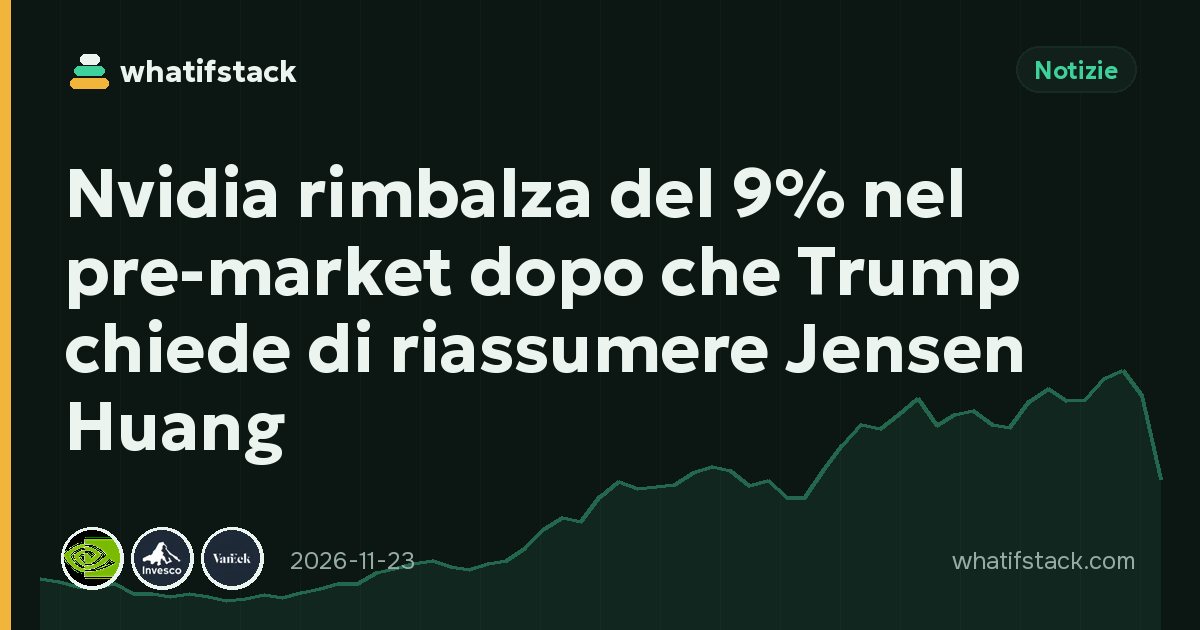 whatifstack
Notizie
Nvidia rimbalza del 9% nel
pre-market dopo che Trump
chiede di riassumere Jensen
Huang
Invesco
VanEck
2026-11-23
whatifstack.com